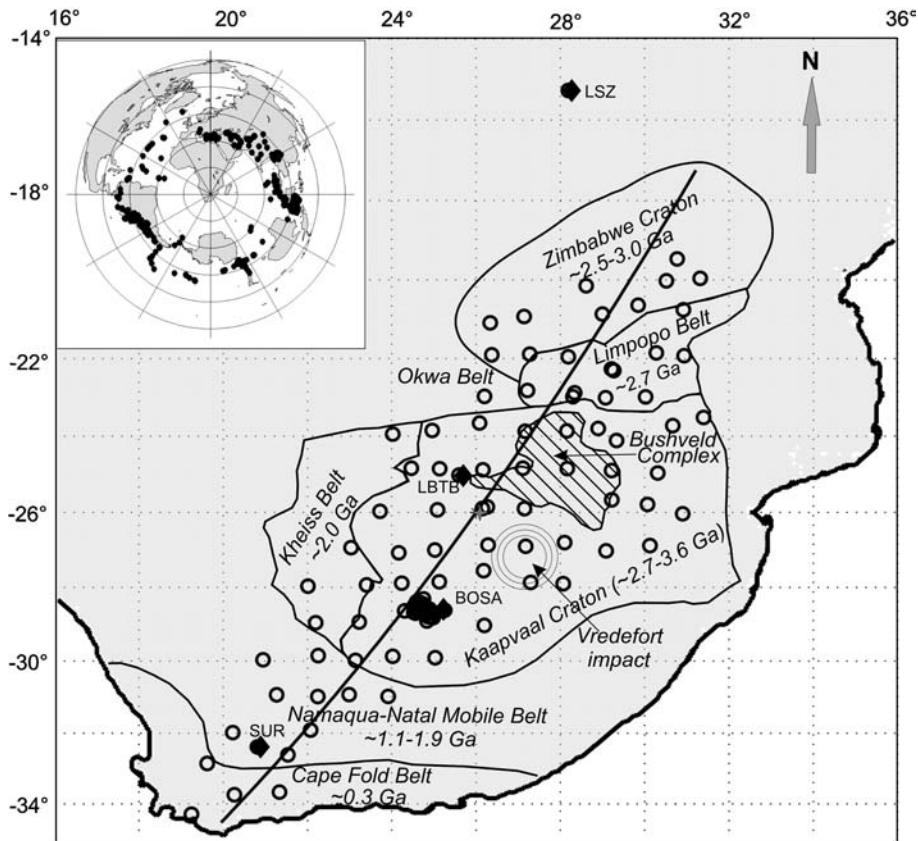 16° 20° 24° 28° 32° 36°
-14°
-18°
-22°
-26°
-30°
-34°
N
LSZ
Zimbabwe Craton
~2.5-3.0 Ga
Limpopo Belt
~2.7 Ga
Okwa Belt
Bushveld
Complex
LBTB
Kheiss Belt
~2.0 Ga
BOSA
Kaapvaal Craton (~2.7-3.6 Ga)
Vredefort
impact
Namaqua-Natal Mobile Belt
~1.1-1.9 Ga
SUR
Cape Fold Belt
~0.3 Ga